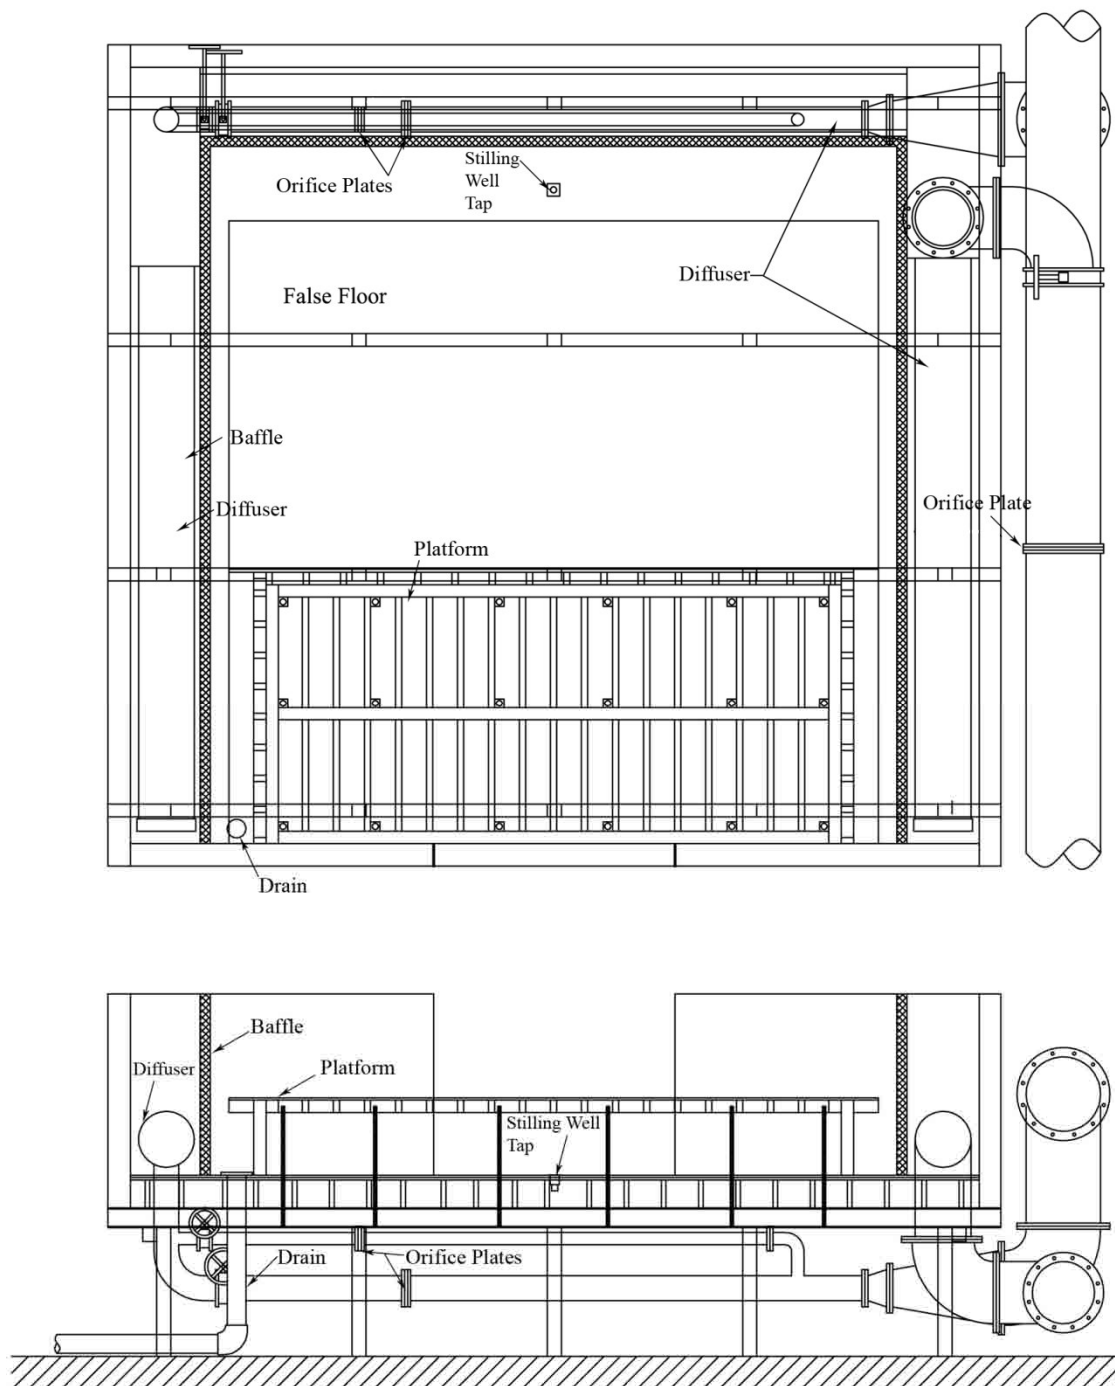 Orifice Plates
Stilling
Well
Tap
Diffuser
False Floor
Baffle
Diffuser
Orifice Plate
Platform
Drain
Baffle
Diffuser
Platform
Stilling Well
Tap
Drain
Orifice Plates